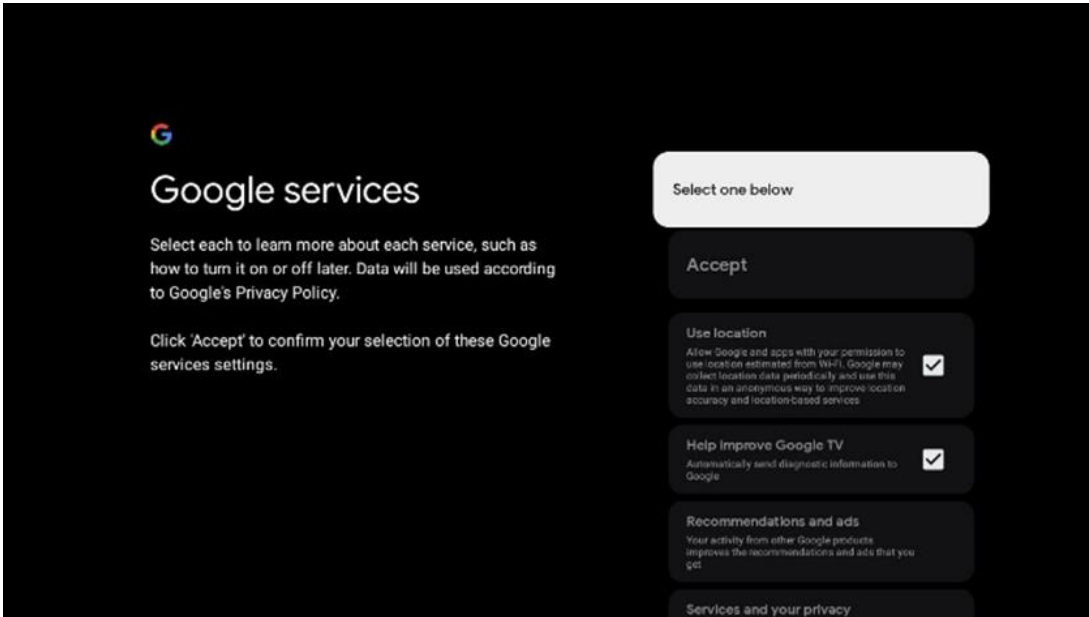 Google services
Select each to learn more about each service, such as
how to turn it on or off later. Data will be used according
to Google's Privacy Policy.
Click 'Accept' to confirm your selection of these Google
services settings.
Select one below
Accept
Use location
Allow Google and apps with your permission to
use location estimated from Wi-Fi. Google may
collect location data periodically and use this
data in an anonymous way to improve location
accuracy and location-based services
Help improve Google TV
Automatically send diagnostic information to
Google
Recommendations and ads
Your activity from other Google products
improves the recommendations and ads that you
get
Services and your privacy